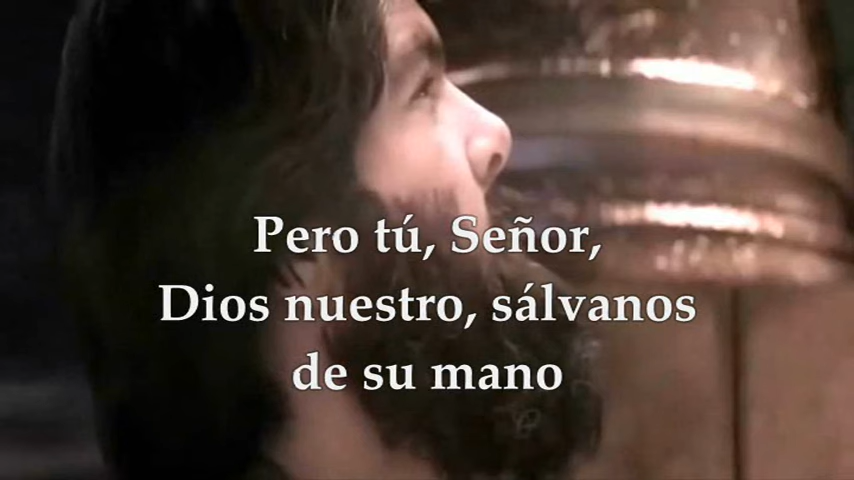 Pero tú, Señor,
Dios nuestro, sálvanos
de su mano